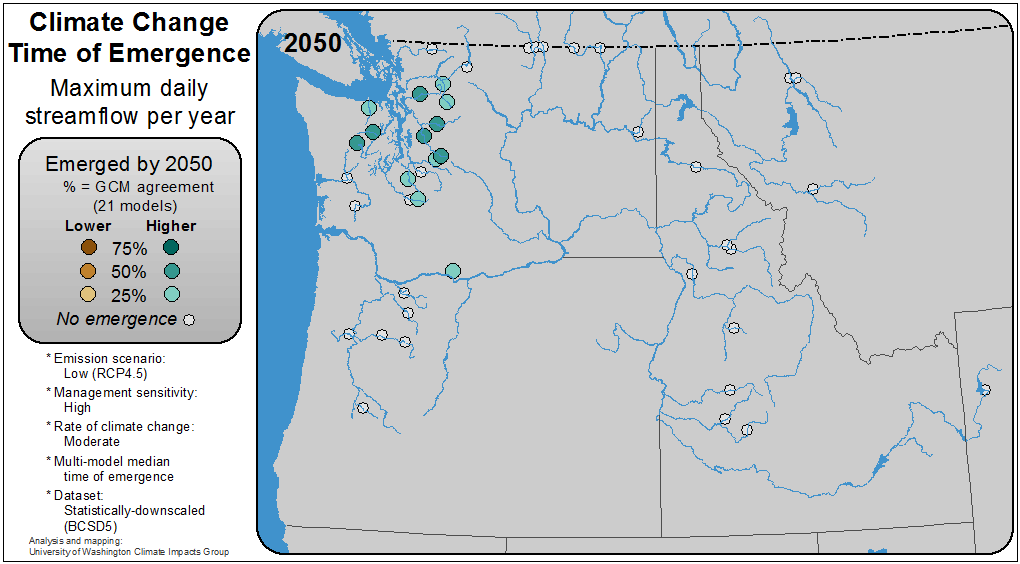 Climate Change
Time of Emergence
Maximum daily
streamflow per year
2050
Emerged by 2050
% = GCM agreement
(21 models)
Lower Higher
75%
50%
25%
No emergence
* Emission scenario:
Low (RCP4.5)
* Management sensitivity:
High
* Rate of climate change:
Moderate
* Multi-model median
time of emergence
* Dataset:
Statistically-downscaled
(BCSD5)
Analysis and mapping:
University of Washington Climate Impacts Group